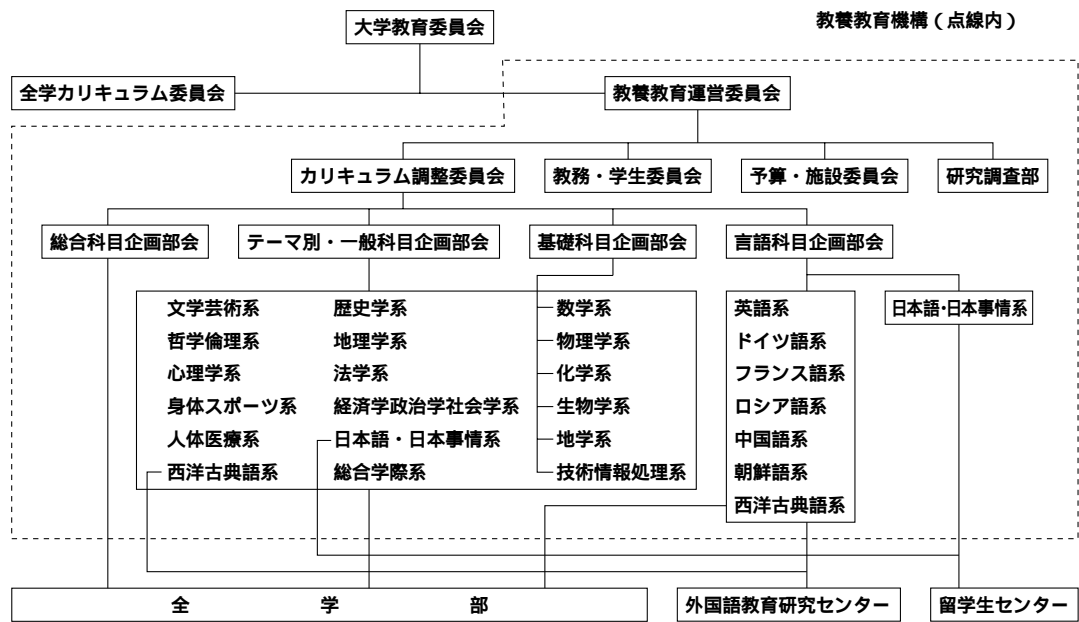 大学教育委員会
教養教育機構(点線内)
全学カリキュラム委員会
教養教育運営委員会
カリキュラム調整委員会
教務・学生委員会
予算・施設委員会
研究調査部
総合科目企画部会
テーマ別・一般科目企画部会
基礎科目企画部会
言語科目企画部会
文学芸術系
哲学倫理系
心理学系
身体スポーツ系
人体医療系
西洋古典語系
歴史学系
地理学系
法学系
経済学政治学社会学系
日本語・日本事情系
総合学際系
数学系
物理学系
化学系
生物学系
地学系
技術情報処理系
英語系
ドイツ語系
フランス語系
ロシア語系
中国語系
朝鮮語系
西洋古典語系
日本語・日本事情系
全学部
外国語教育研究センター
留学生センター